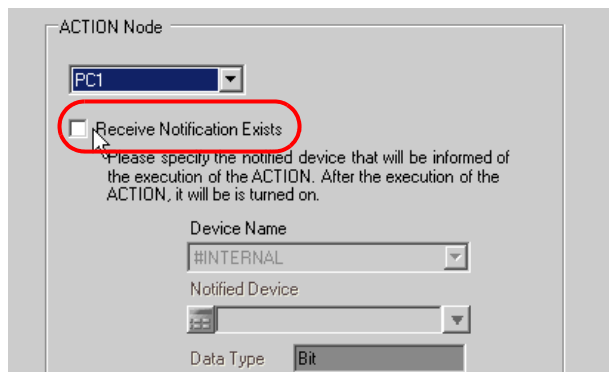 ACTION Node
PC1
Receive Notification Exists
Please specify the notified device that will be informed of
the execution of the ACTION. After the execution of the
ACTION, it will be is turned on.
Device Name
#INTERNAL
Notified Device
Data Type Bit